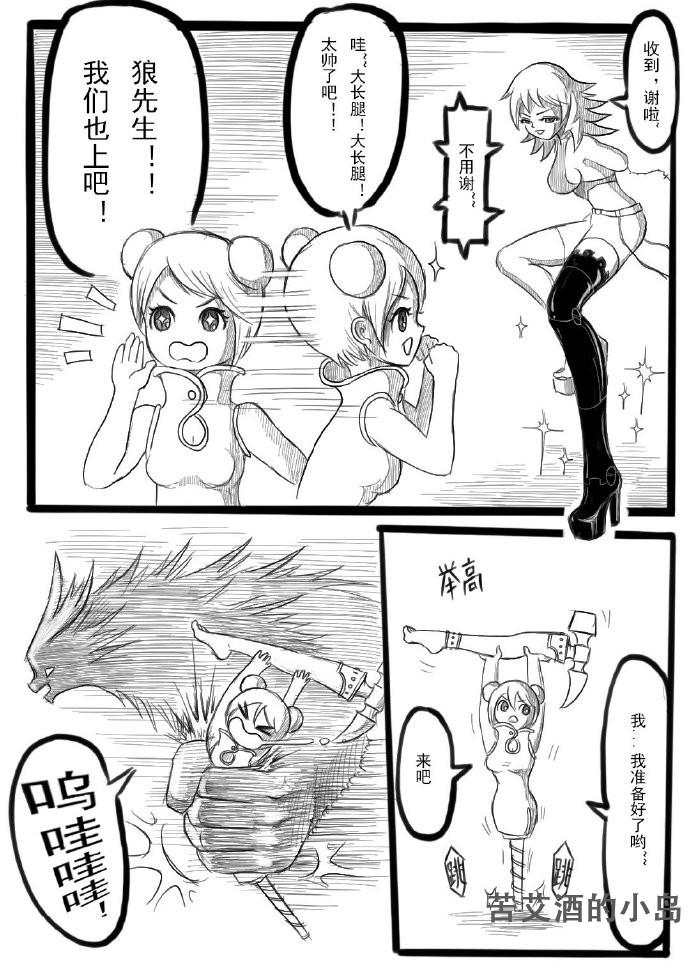 收到，谢啦~
不用谢~~
哇~大长腿！大长腿！
太帅了吧！！
狼先生！！
我们也上吧！
举高
我...我准备好了哟~~
来吧
跳
跳
呜哇哇哇！
苦艾酒的小岛